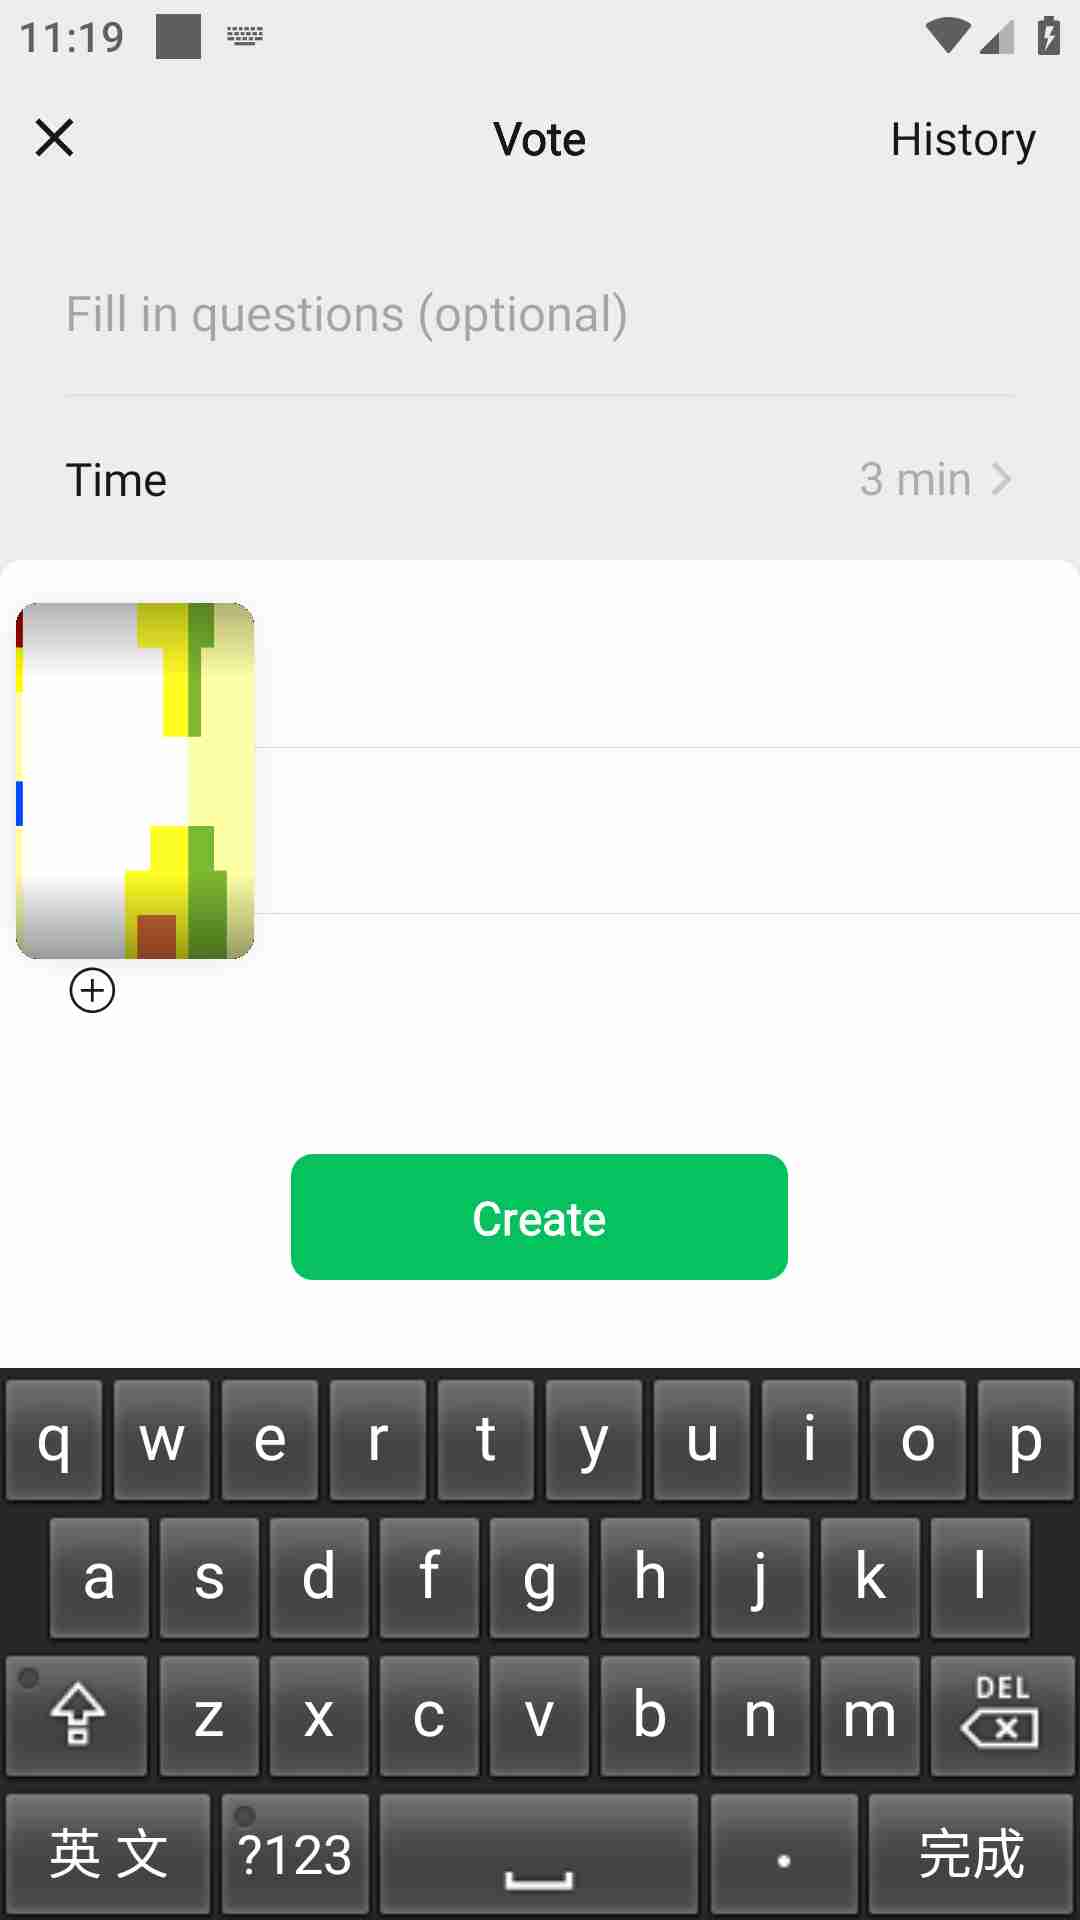 11:19
Vote
History
Fill in questions (optional)
Time
3 min
Create
q w e r t y u i o p
a s d f g h j k l
z x c v b n m DEL
英文 ?123 . 完成